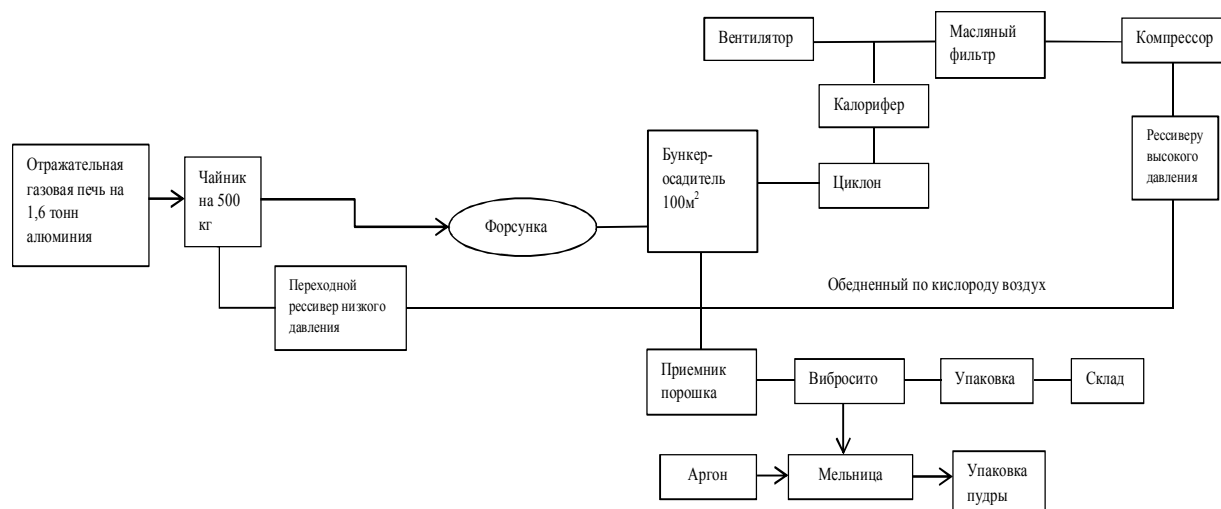 Вентилятор
Масляный
фильтр
Компрессор
Калорифер
Рессиверу
высокого
давления
Отражательная
газовая печь на
1,6 тонн
алюминия
Чайник
на 500
кг
Форсунка
Бункер-
осадитель
100м²
Циклон
Переходной
рессивер низкого
давления
Обедненный по кислороду воздух
Приемник
порошка
Вибросито
Упаковка
Склад
Аргон
Мельница
Упаковка
пудры